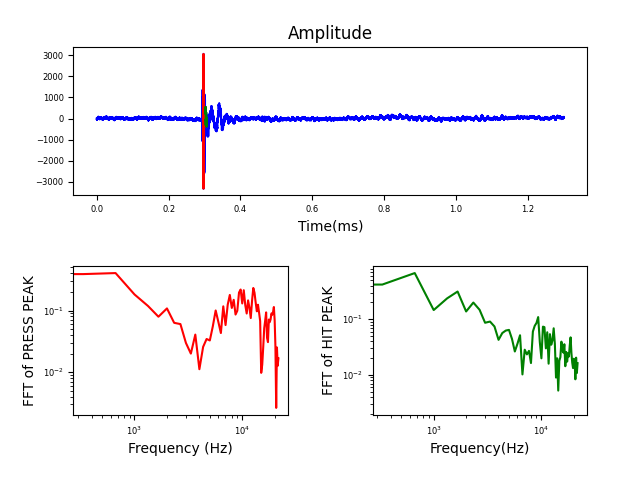 Amplitude
3000
2000
1000
0
−1000
−2000
−3000
0.0 0.2 0.4 0.6 0.8 1.0 1.2
Time(ms)
FFT of PRESS PEAK
10⁻¹
10⁻²
10³ 10⁴
Frequency (Hz)
FFT of HIT PEAK
10⁻¹
10⁻²
10³ 10⁴
Frequency(Hz)